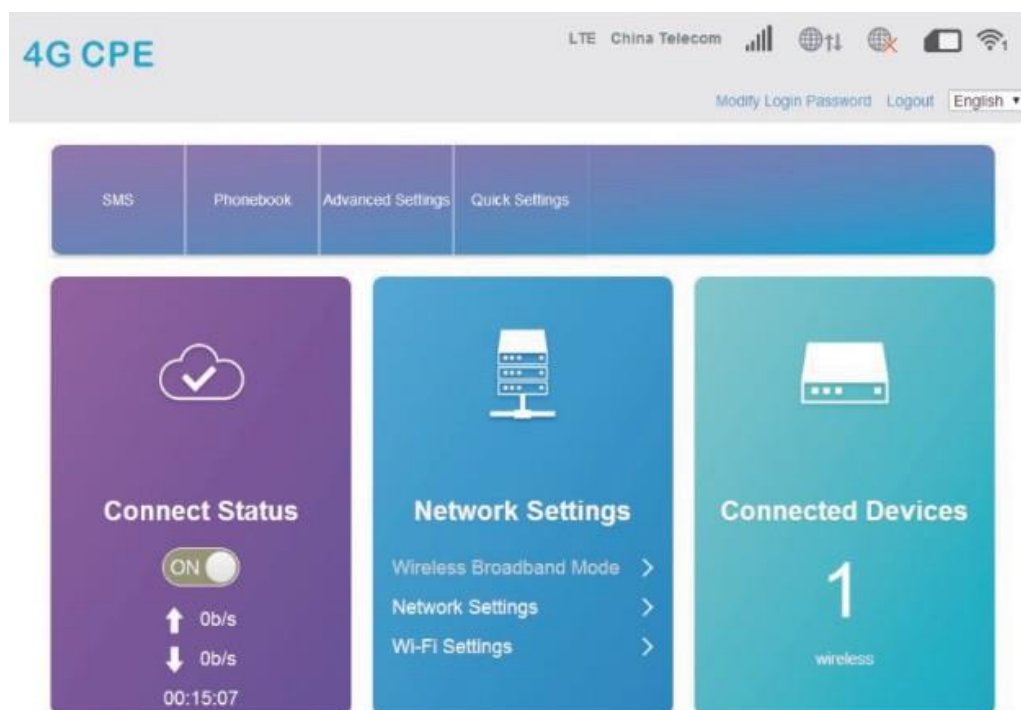 4G CPE
LTE China Telecom
1
Modify Login Password Logout English
SMS Phonebook Advanced Settings Quick Settings
Connect Status
ON
0b/s
0b/s
00:15:07
Network Settings
Wireless Broadband Mode
Network Settings
Wi-Fi Settings
Connected Devices
1
wireless